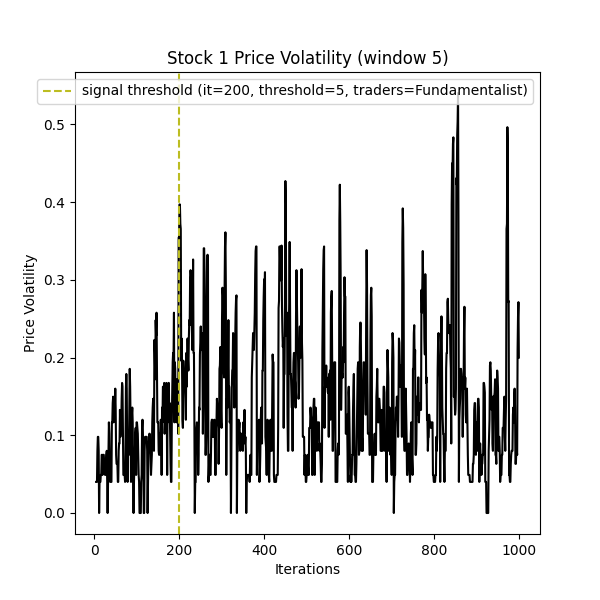 Stock 1 Price Volatility (window 5)
signal threshold (it=200, threshold=5, traders=Fundamentalist)
Price Volatility
0.5
0.4
0.3
0.2
0.1
0.0
0 200 400 600 800 1000
Iterations